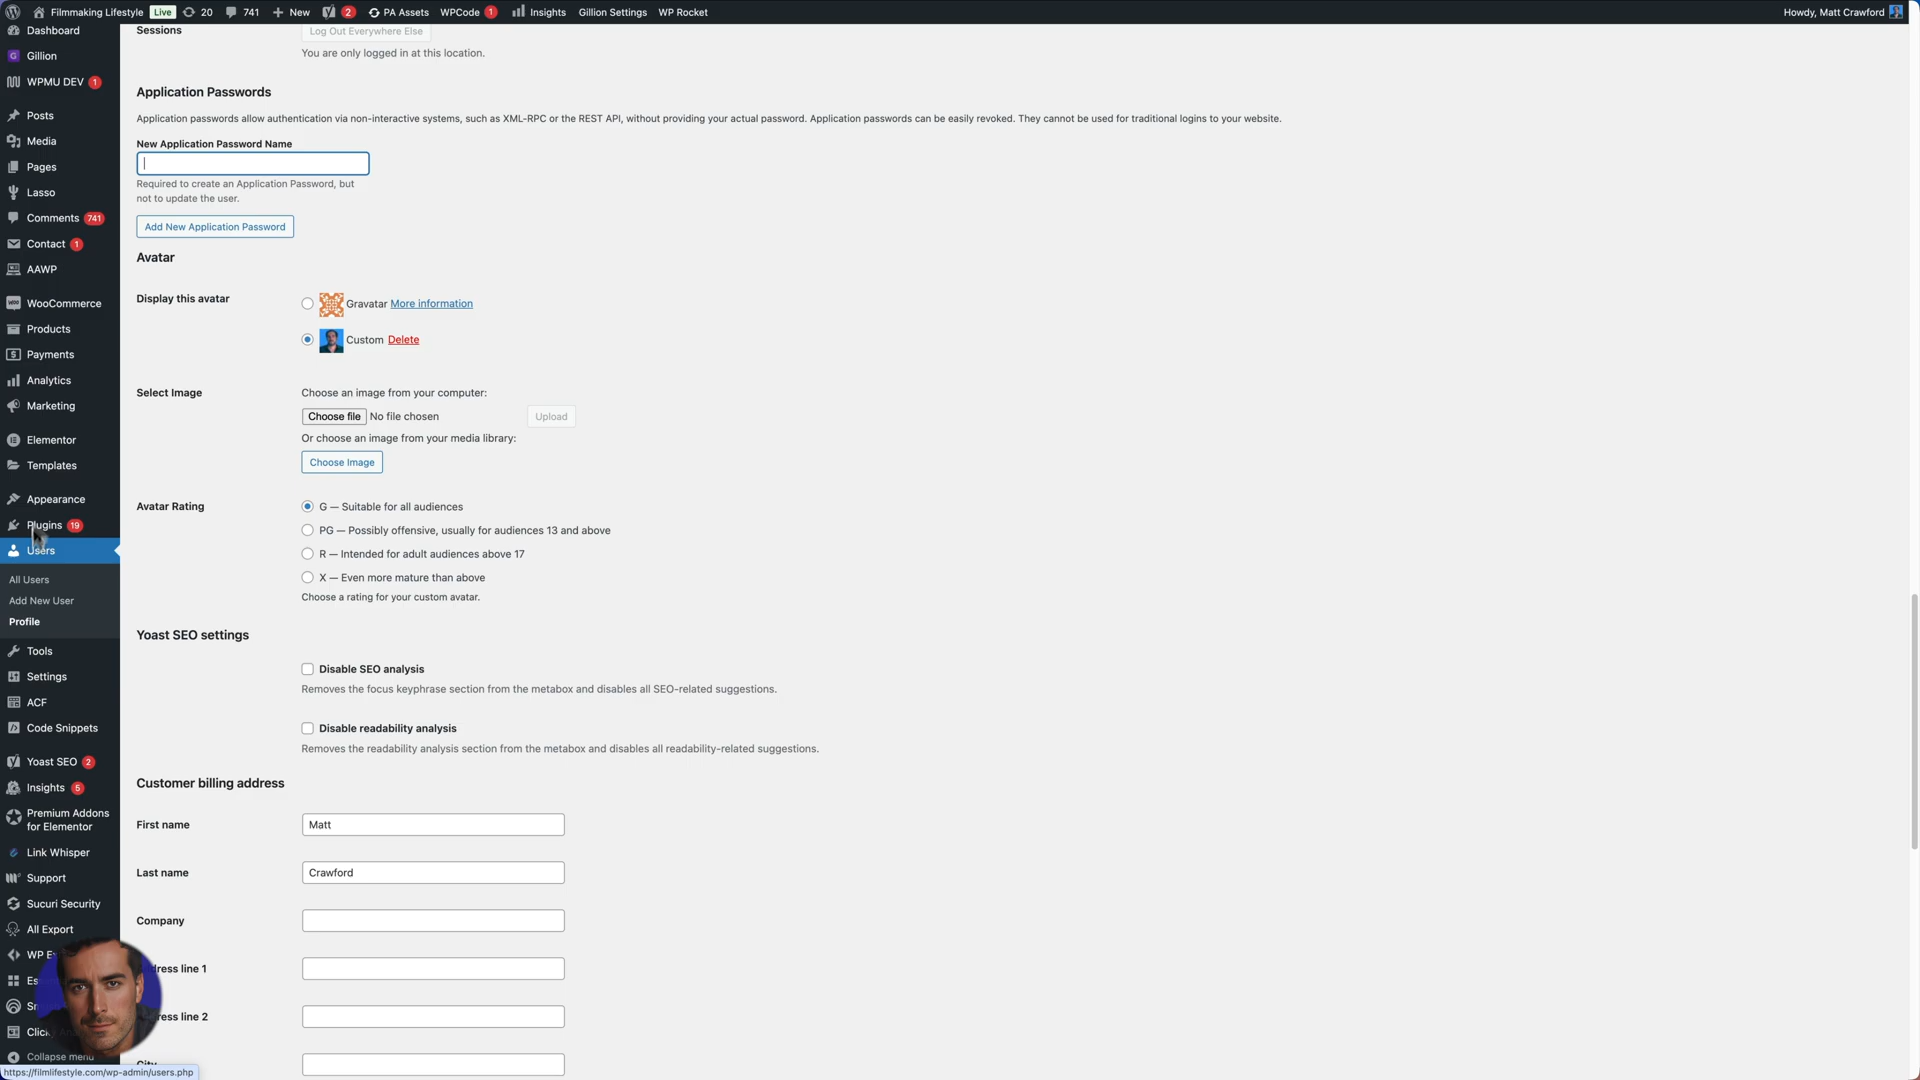 Filmmaking Lifestyle Live 20 741 New 2 PA Assets WPCode 1 Insights Gillion Settings WP Rocket Howdy, Matt Crawford
Dashboard
Gillion
WPMU DEV 1
Posts
Media
Pages
Lasso
Comments 741
Contact 1
AAWP
WooCommerce
Products
Payments
Analytics
Marketing
Elementor
Templates
Appearance
Plugins 19
Users
All Users
Add New User
Profile
Tools
Settings
ACF
Code Snippets
Yoast SEO 2
Insights 5
Premium Addons
for Elementor
Link Whisper
Support
Sucuri Security
All Export
WP E
Es
Sm
Click
Collapse menu
https://filmlifestyle.com/wp-admin/users.php
Sessions
Log Out Everywhere Else
You are only logged in at this location.
Application Passwords
Application passwords allow authentication via non-interactive systems, such as XML-RPC or the REST API, without providing your actual password. Application passwords can be easily revoked. They cannot be used for traditional logins to your website.
New Application Password Name
Required to create an Application Password, but
not to update the user.
Add New Application Password
Avatar
Display this avatar
Gravatar More information
Custom Delete
Select Image
Choose an image from your computer:
Choose file No file chosen Upload
Or choose an image from your media library:
Choose Image
Avatar Rating
G — Suitable for all audiences
PG — Possibly offensive, usually for audiences 13 and above
R — Intended for adult audiences above 17
X — Even more mature than above
Choose a rating for your custom avatar.
Yoast SEO settings
Disable SEO analysis
Removes the focus keyphrase section from the metabox and disables all SEO-related suggestions.
Disable readability analysis
Removes the readability analysis section from the metabox and disables all readability-related suggestions.
Customer billing address
First name Matt
Last name Crawford
Company
dress line 1
ress line 2
City